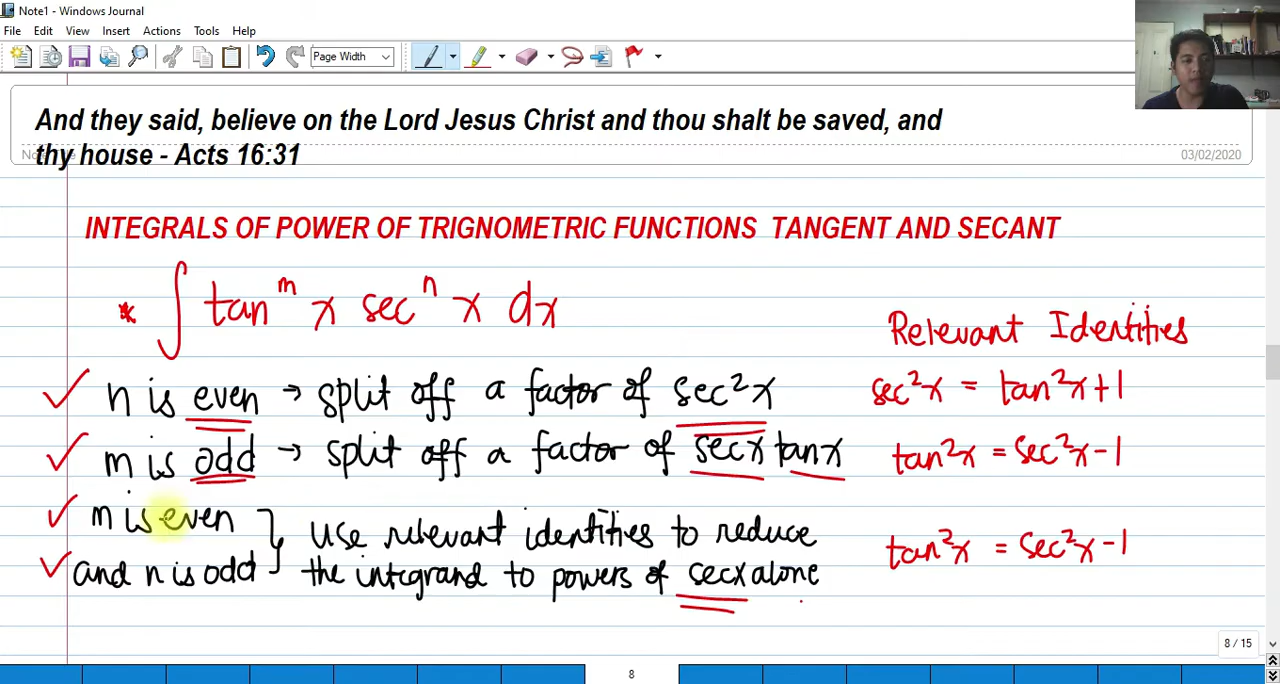 Note1 - Windows Journal
File Edit View Insert Actions Tools Help
Page Width
And they said, believe on the Lord Jesus Christ and thou shalt be saved, and
thy house - Acts 16:31
03/02/2020
INTEGRALS OF POWER OF TRIGNOMETRIC FUNCTIONS TANGENT AND SECANT
* ∫ tan^m x sec^n x dx
Relevant Identities
n is even → split off a factor of sec²x
sec²x = tan²x+1
m is odd → split off a factor of secx tanx
tan²x = sec²x-1
m is even
and n is odd
use relevant identities to reduce
the integrand to powers of secx alone
tan²x = sec²x-1
8 / 15
8